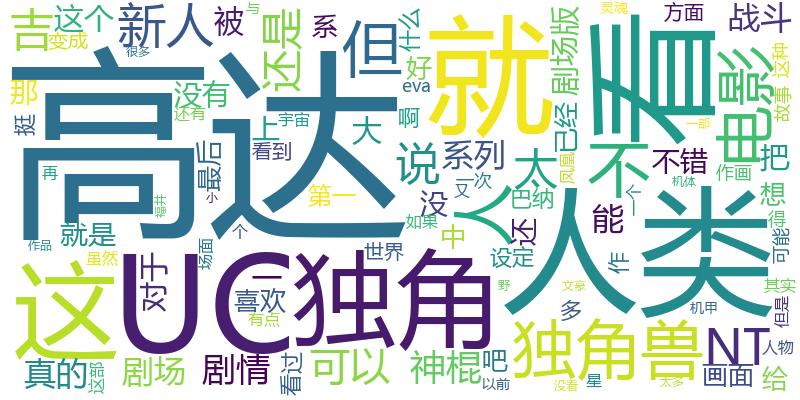 吉 这个 新人 被 系 还是 但 什么 灵魂 方面 战斗
变成 很多 与 好 剧场版 这种
那 没有 还有 eva 啊 已经 电影 故事
高达 就 看 一部
挺 上 宇宙 大 不 不错 把
最后 看到 说 系列 太 凤凰 作画 想
再 第一 没 又 一次 人 巴纳 一个 机体 得
福井 小 能
作品 就是 个 如果 中 还 人类 可能
虽然 场面 世界 设定 作
这 UC 独角 对于 一 喜欢 野 文豪 多 机甲 其实 但是
有点 独角兽 NT 人物
真的 这部 剧场 剧情 看过 可以 神棍 吧 以前 没看 星 太多 画面 给